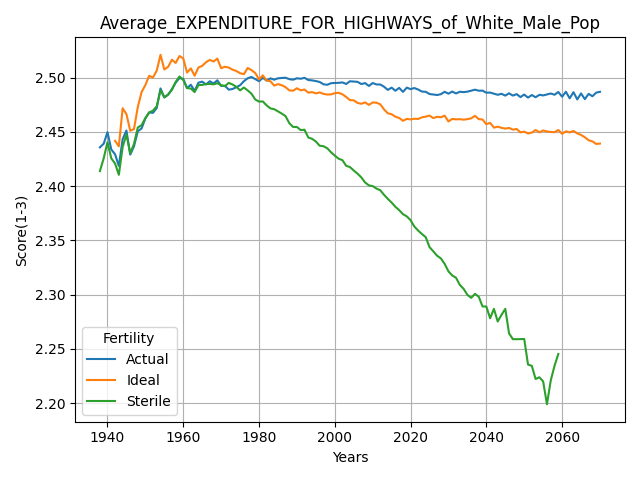 Average_EXPENDITURE_FOR_HIGHWAYS_of_White_Male_Pop
Score(1-3)
2.50
2.45
2.40
2.35
2.30
2.25
2.20
Fertility
Actual
Ideal
Sterile
1940 1960 1980 2000 2020 2040 2060
Years